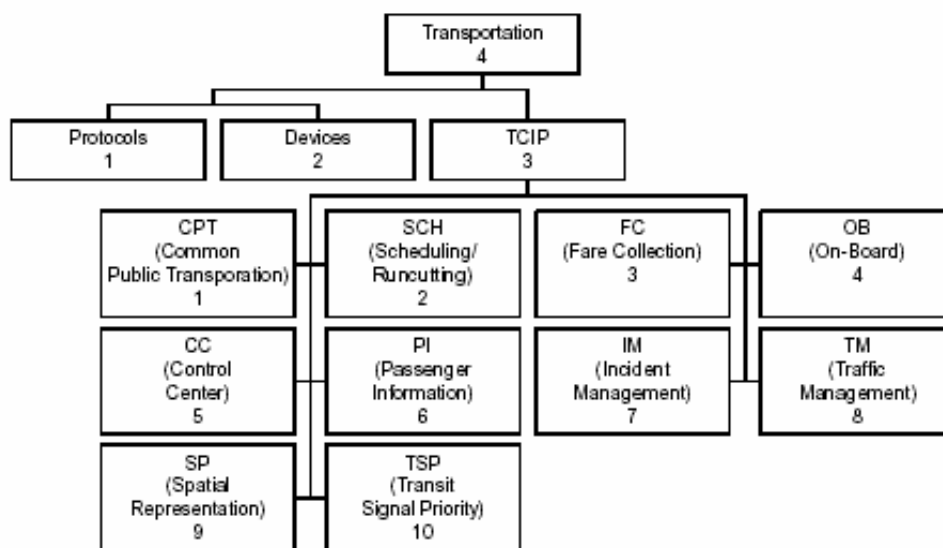 Transportation
4
Protocols
1
Devices
2
TCIP
3
CPT
(Common
Public Transporation)
1
SCH
(Scheduling/
Runcutting)
2
FC
(Fare Collection)
3
OB
(On-Board)
4
CC
(Control
Center)
5
PI
(Passenger
Information)
6
IM
(Incident
Management)
7
TM
(Traffic
Management)
8
SP
(Spatial
Representation)
9
TSP
(Transit
Signal Priority)
10